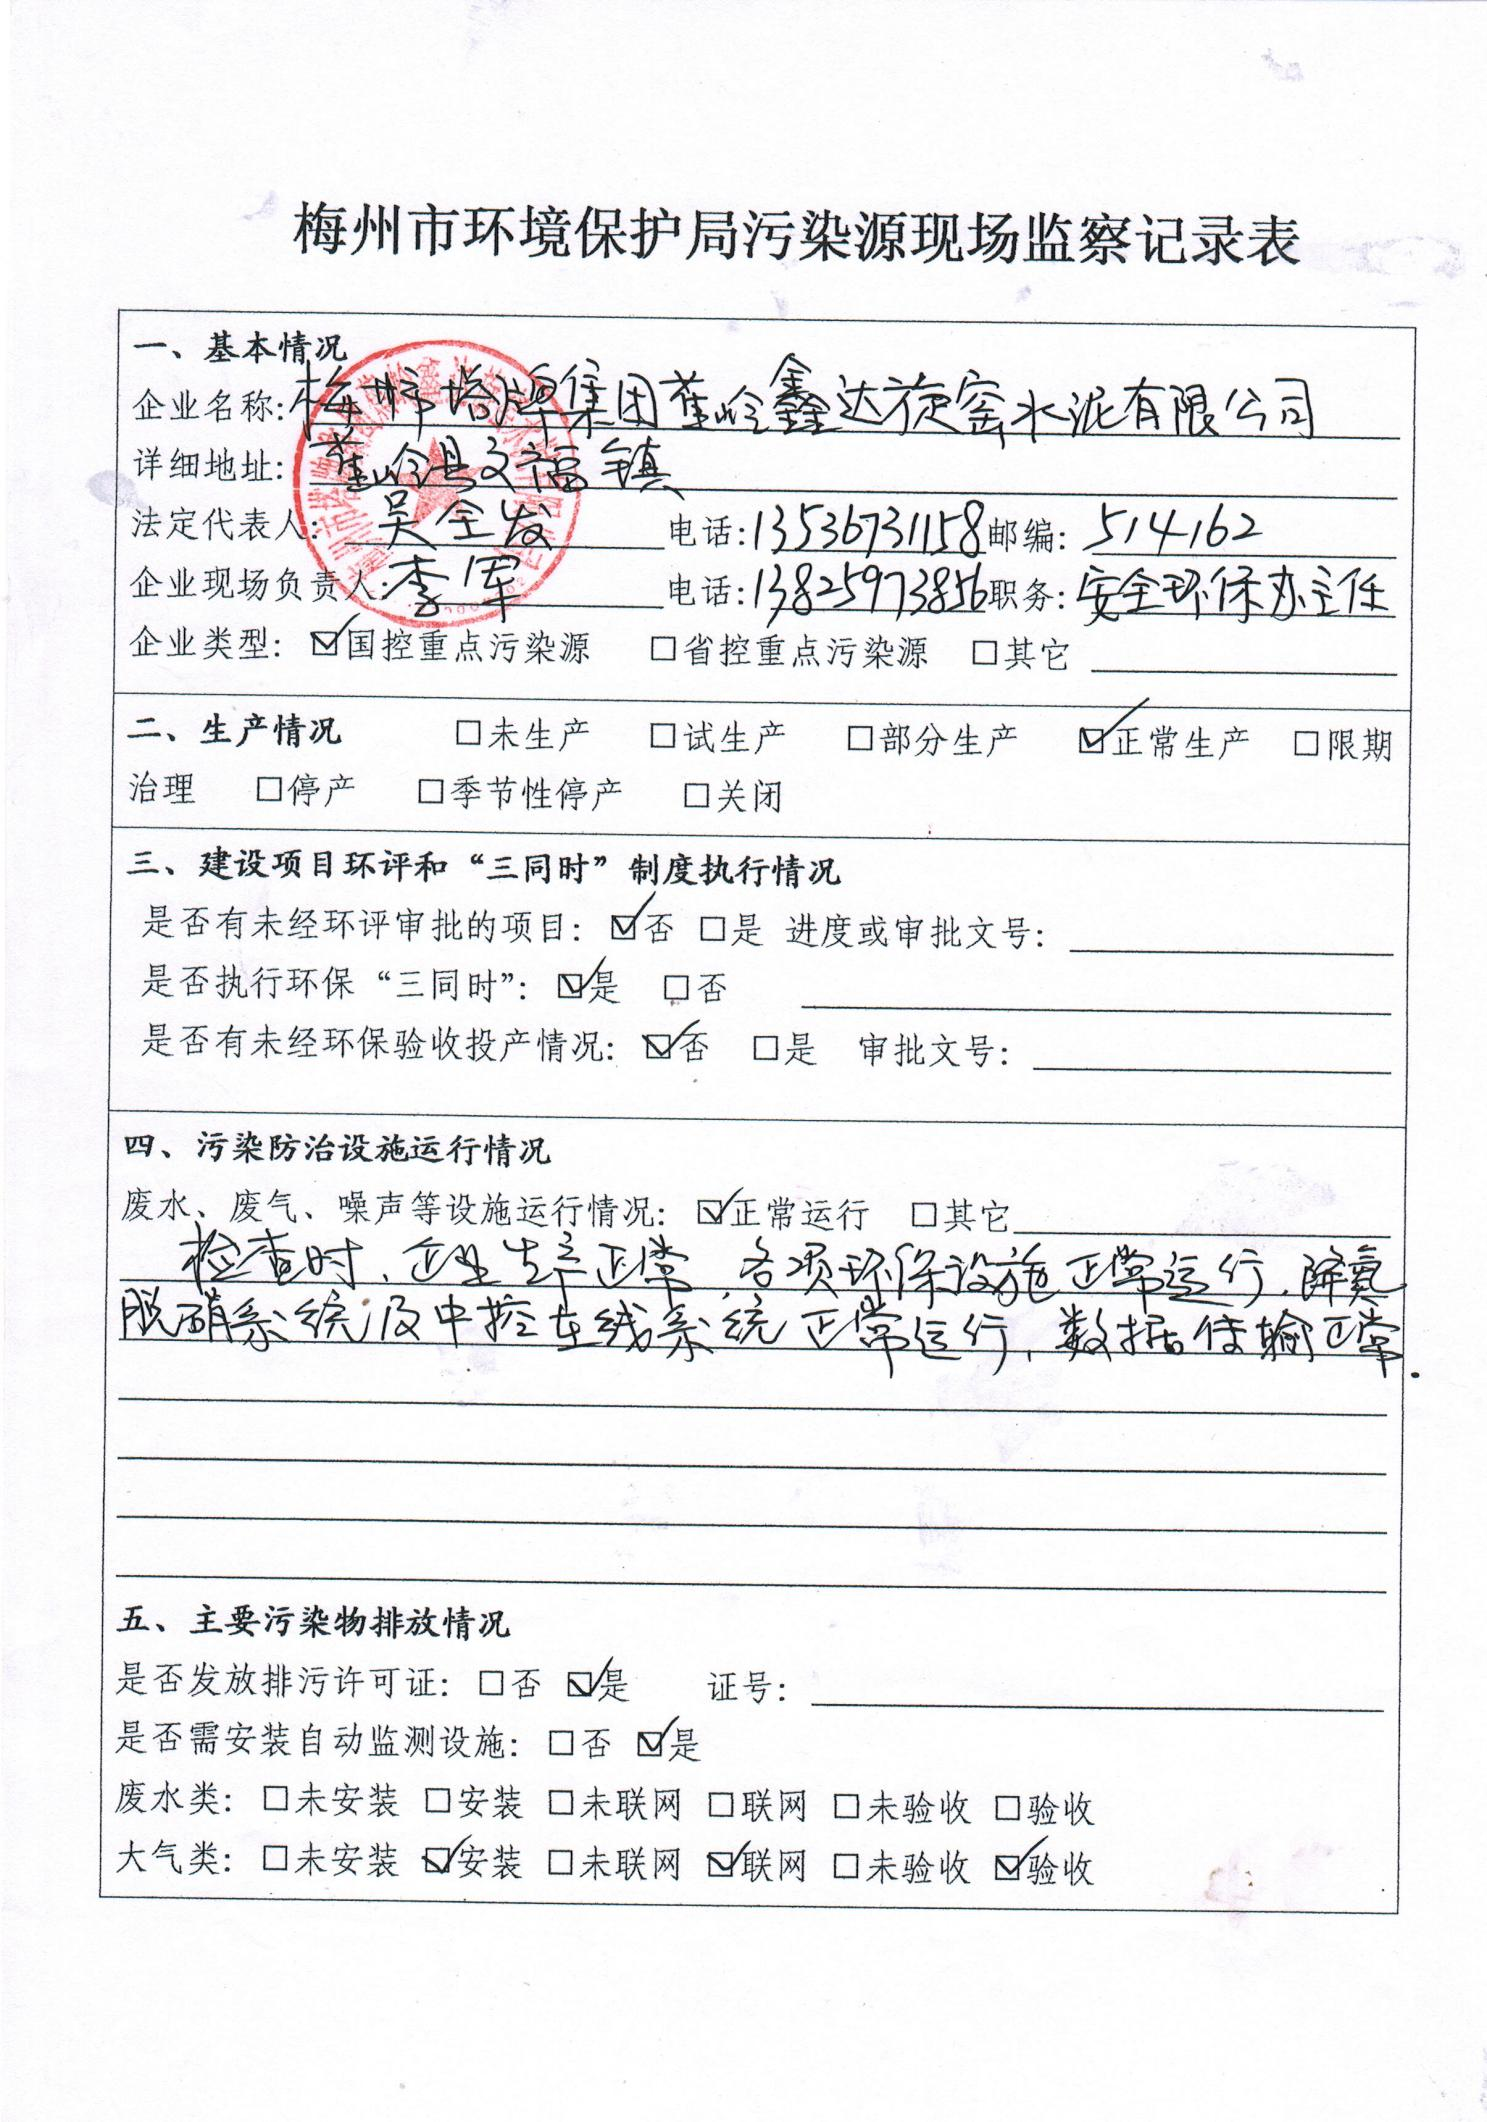 梅州市环境保护局污染源现场监察记录表
一、基本情况
企业名称:梅州塔牌集团蕉岭鑫达旋窑水泥有限公司
详细地址:蕉岭县文福镇
法定代表人:吴全发 电话:13536731158 邮编:514162
企业现场负责人:李军 电话:13825973856 职务:安全环保办主任
企业类型:☑国控重点污染源 □省控重点污染源 □其它
二、生产情况 □未生产 □试生产 □部分生产 ☑正常生产 □限期
治理 □停产 □季节性停产 □关闭
三、建设项目环评和“三同时”制度执行情况
是否有未经环评审批的项目:☑否 □是 进度或审批文号:
是否执行环保“三同时”:☑是 □否
是否有未经环保验收投产情况:☑否 □是 审批文号:
四、污染防治设施运行情况
废水、废气、噪声等设施运行情况:☑正常运行 □其它
检查时,企业生产正常,各项环保设施正常运行,降氮
脱硝系统及中控在线系统正常运行,数据传输正常.
五、主要污染物排放情况
是否发放排污许可证:□否 ☑是 证号:
是否需安装自动监测设施:□否 ☑是
废水类:□未安装 □安装 □未联网 □联网 □未验收 □验收
大气类:□未安装 ☑安装 □未联网 ☑联网 □未验收 ☑验收